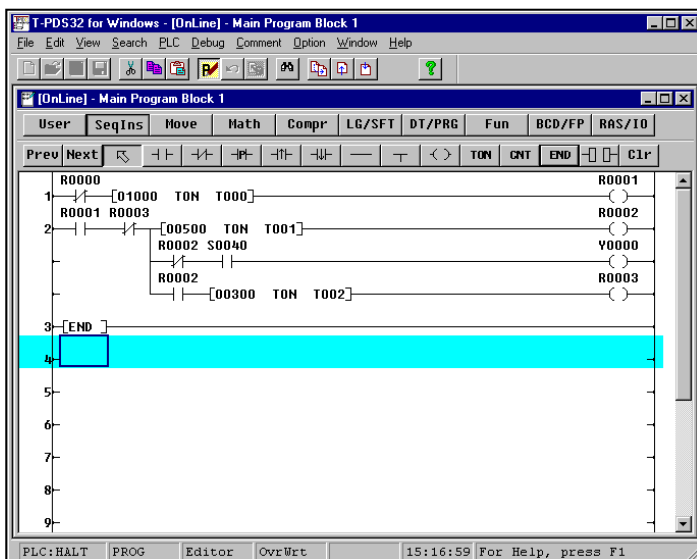 T-PDS32 for Windows - [OnLine] - Main Program Block 1
File Edit View Search PLC Debug Comment Option Window Help
[OnLine] - Main Program Block 1
User SeqIns Move Math Compr LG/SFT DT/PRG Fun BCD/FP RAS/IO
Prev Next P TON CNT END Clr
R0000 R0001
1 [01000 TON T000]
R0001 R0003 R0002
2 [00500 TON T001]
R0002 S0040 Y0000
R0002 R0003
[00300 TON T002]
3 [END ]
4
5
6
7
8
9
PLC:HALT PROG Editor OvrWrt 15:16:59 For Help, press F1